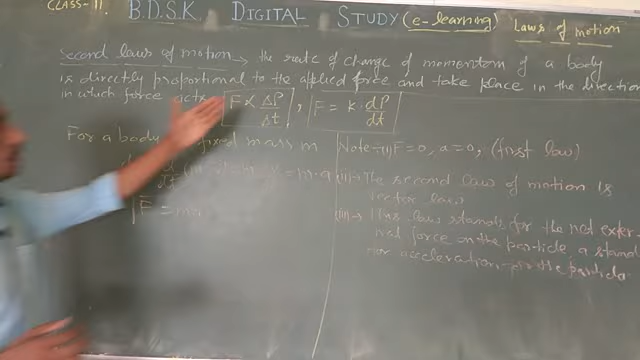 CLASS-11. B.D.S.K. DIGITAL STUDY (e-learning) Laws of motion
second laws of motion → the rate of change of momentum of a body
is directly proportional to the applied force and take place in the direction
in which force acts F ∝ ΔP/Δt , F = k dP/dt
For a body fixed mass m
= m·a
F = ma
Note:- (i) F=0, a=0, (first law)
(ii) → The second law of motion is
vector law
(iii) → This law stands for the net exter-
nal force on the particle a stand
for acceleration for the particle